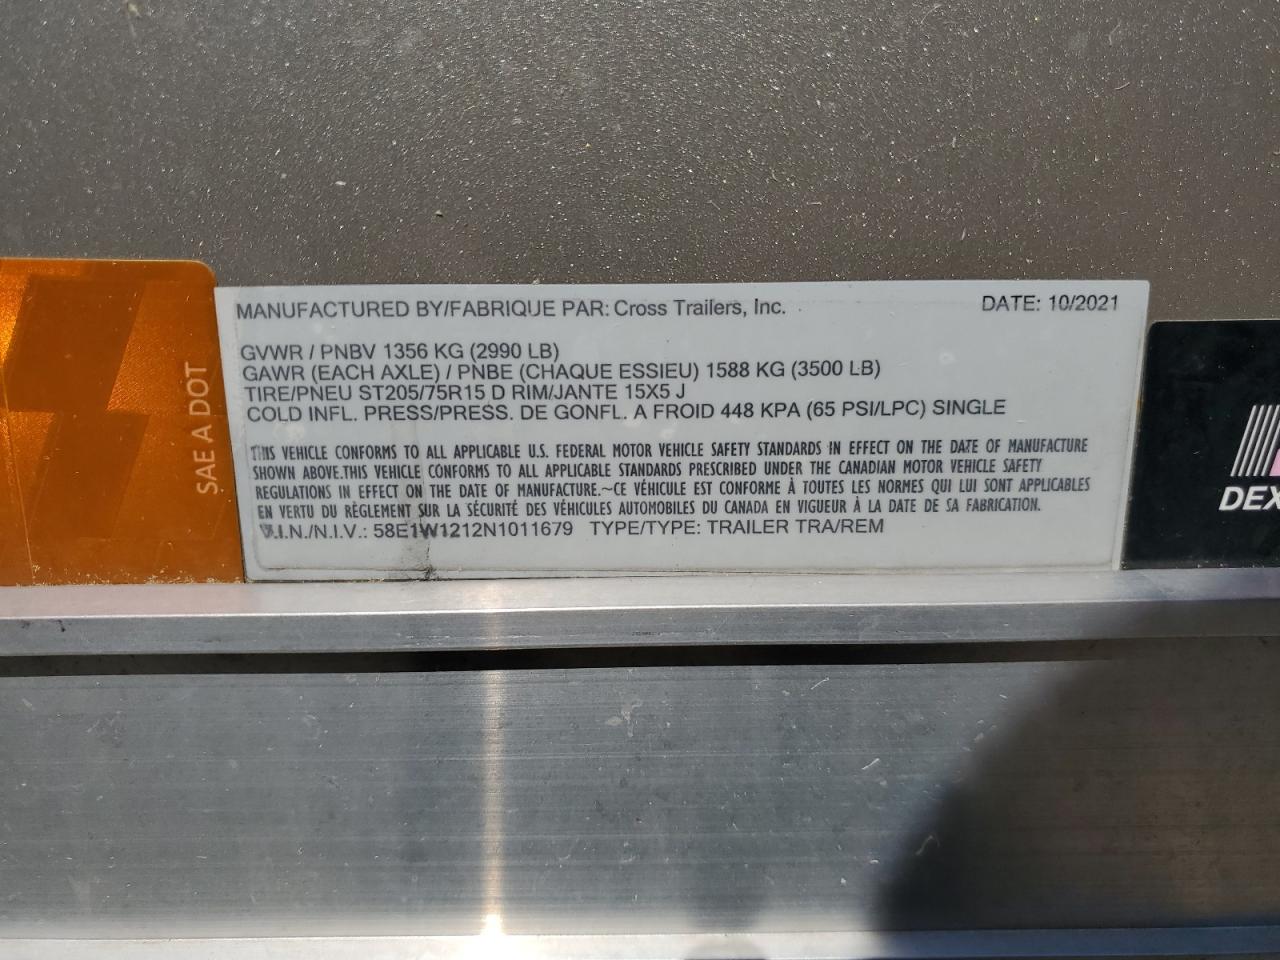 SAE A DOT
MANUFACTURED BY/FABRIQUE PAR: Cross Trailers, Inc. DATE: 10/2021
GVWR / PNBV 1356 KG (2990 LB)
GAWR (EACH AXLE) / PNBE (CHAQUE ESSIEU) 1588 KG (3500 LB)
TIRE/PNEU ST205/75R15 D RIM/JANTE 15X5 J
COLD INFL. PRESS/PRESS. DE GONFL. A FROID 448 KPA (65 PSI/LPC) SINGLE
THIS VEHICLE CONFORMS TO ALL APPLICABLE U.S. FEDERAL MOTOR VEHICLE SAFETY STANDARDS IN EFFECT ON THE DATE OF MANUFACTURE
SHOWN ABOVE.THIS VEHICLE CONFORMS TO ALL APPLICABLE STANDARDS PRESCRIBED UNDER THE CANADIAN MOTOR VEHICLE SAFETY
REGULATIONS IN EFFECT ON THE DATE OF MANUFACTURE.~CE VÉHICULE EST CONFORME À TOUTES LES NORMES QUI LUI SONT APPLICABLES
EN VERTU DU RÈGLEMENT SUR LA SÉCURITÉ DES VÉHICULES AUTOMOBILES DU CANADA EN VIGUEUR À LA DATE DE SA FABRICATION.
V.I.N./N.I.V.: 58E1W1212N1011679 TYPE/TYPE: TRAILER TRA/REM
DEX